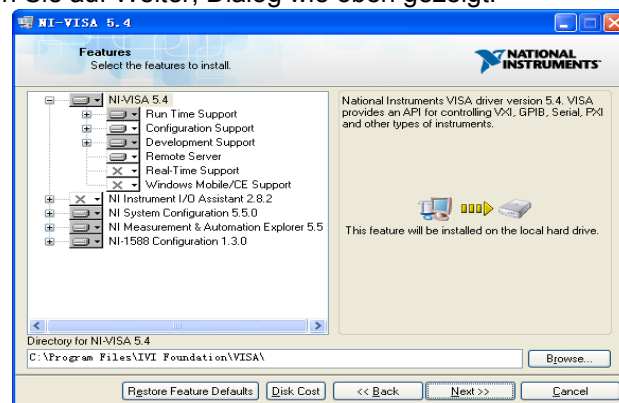 Sie auf Weiter, Dialog wie oben gezeigt.
NI-VISA 5.4
Features
Select the features to install.
NATIONAL
INSTRUMENTS
NI-VISA 5.4
Run Time Support
Configuration Support
Development Support
Remote Server
Real-Time Support
Windows Mobile/CE Support
NI Instrument I/O Assistant 2.8.2
NI System Configuration 5.5.0
NI Measurement & Automation Explorer 5.5
NI-1588 Configuration 1.3.0
National Instruments VISA driver version 5.4. VISA
provides an API for controlling VXI, GPIB, Serial, PXI
and other types of instruments.
This feature will be installed on the local hard drive.
Directory for NI-VISA 5.4
C:\Program Files\IVI Foundation\VISA\
Browse...
Restore Feature Defaults
Disk Cost
<< Back
Next >>
Cancel